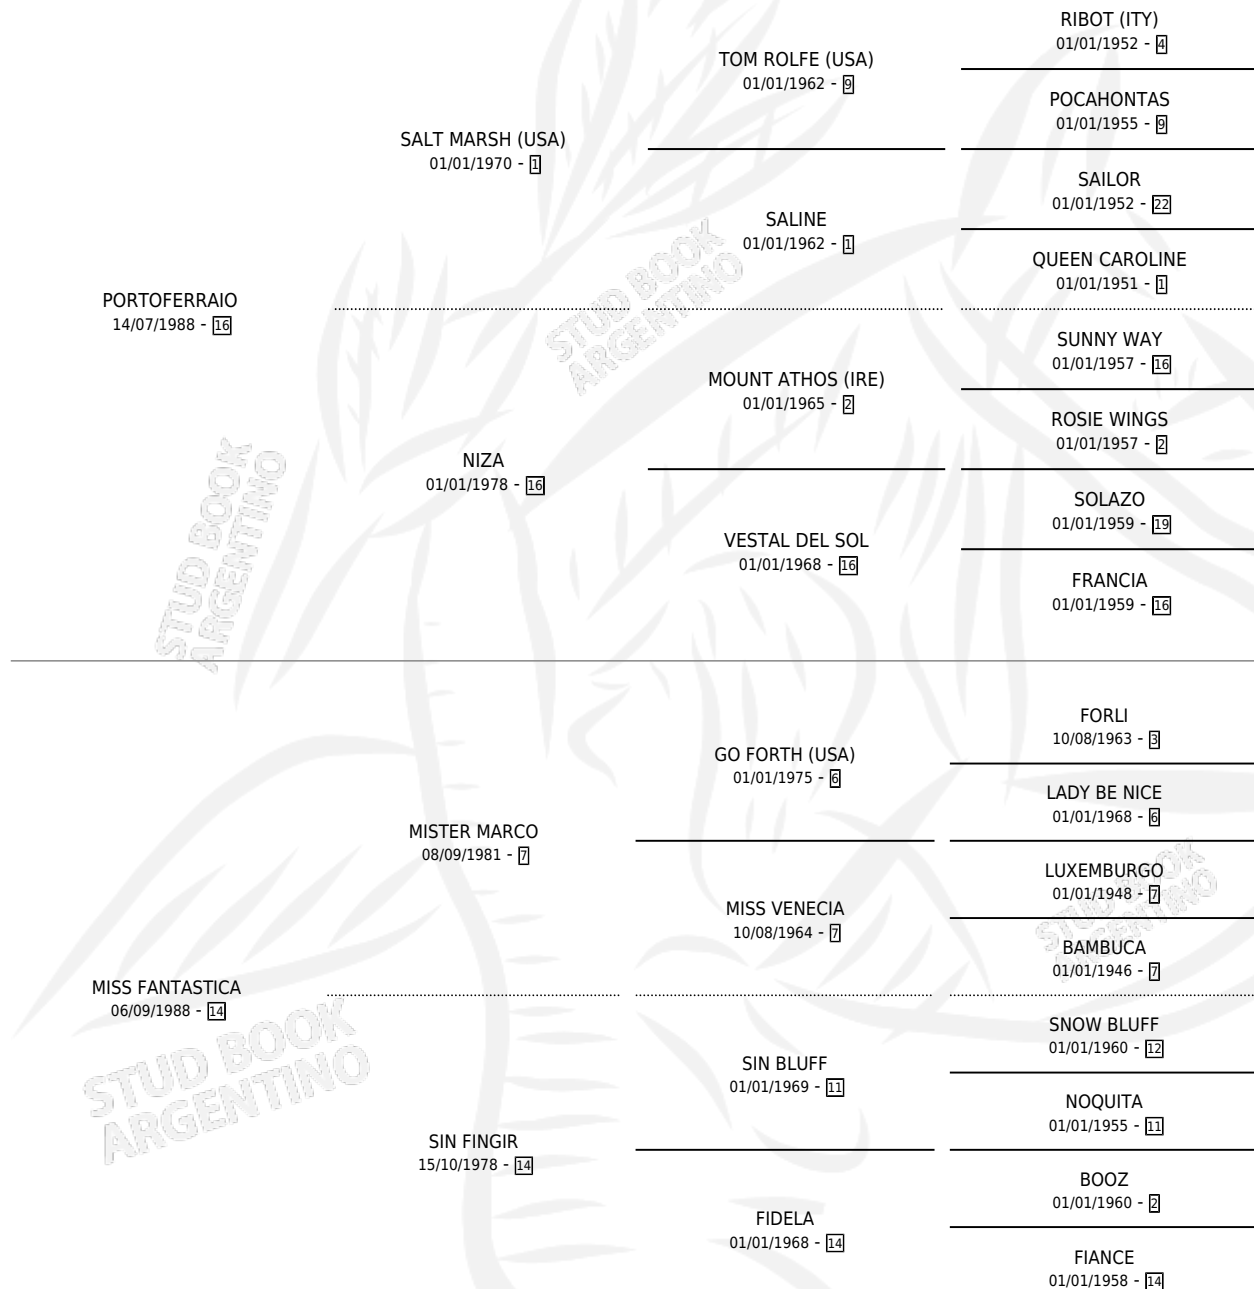 RIBOT (ITY)
01/01/1952 - 4
TOM ROLFE (USA)
01/01/1962 - 9
POCAHONTAS
01/01/1955 - 9
SALT MARSH (USA)
01/01/1970 - 1
SAILOR
01/01/1952 - 22
SALINE
01/01/1962 - 1
QUEEN CAROLINE
01/01/1951 - 1
PORTOFERRAIO
14/07/1988 - 16
STUD BOOK
ARGENTINO
SUNNY WAY
01/01/1957 - 16
MOUNT ATHOS (IRE)
01/01/1965 - 2
ROSIE WINGS
01/01/1957 - 2
NIZA
01/01/1978 - 16
STUD BOOK
ARGENTINO
SOLAZO
01/01/1959 - 19
VESTAL DEL SOL
01/01/1968 - 16
FRANCIA
01/01/1959 - 16
FORLI
10/08/1963 - 3
GO FORTH (USA)
01/01/1975 - 6
LADY BE NICE
01/01/1968 - 6
MISTER MARCO
08/09/1981 - 7
LUXEMBURGO
01/01/1948 - 7
MISS VENECIA
10/08/1964 - 7
STUD BOOK
ARGENTINO
BAMBUCA
01/01/1946 - 7
MISS FANTASTICA
06/09/1988 - 14
STUD BOOK
ARGENTINO
SNOW BLUFF
01/01/1960 - 12
SIN BLUFF
01/01/1969 - 11
NOQUITA
01/01/1955 - 11
SIN FINGIR
15/10/1978 - 14
BOOZ
01/01/1960 - 2
FIDELA
01/01/1968 - 14
FIANCE
01/01/1958 - 14